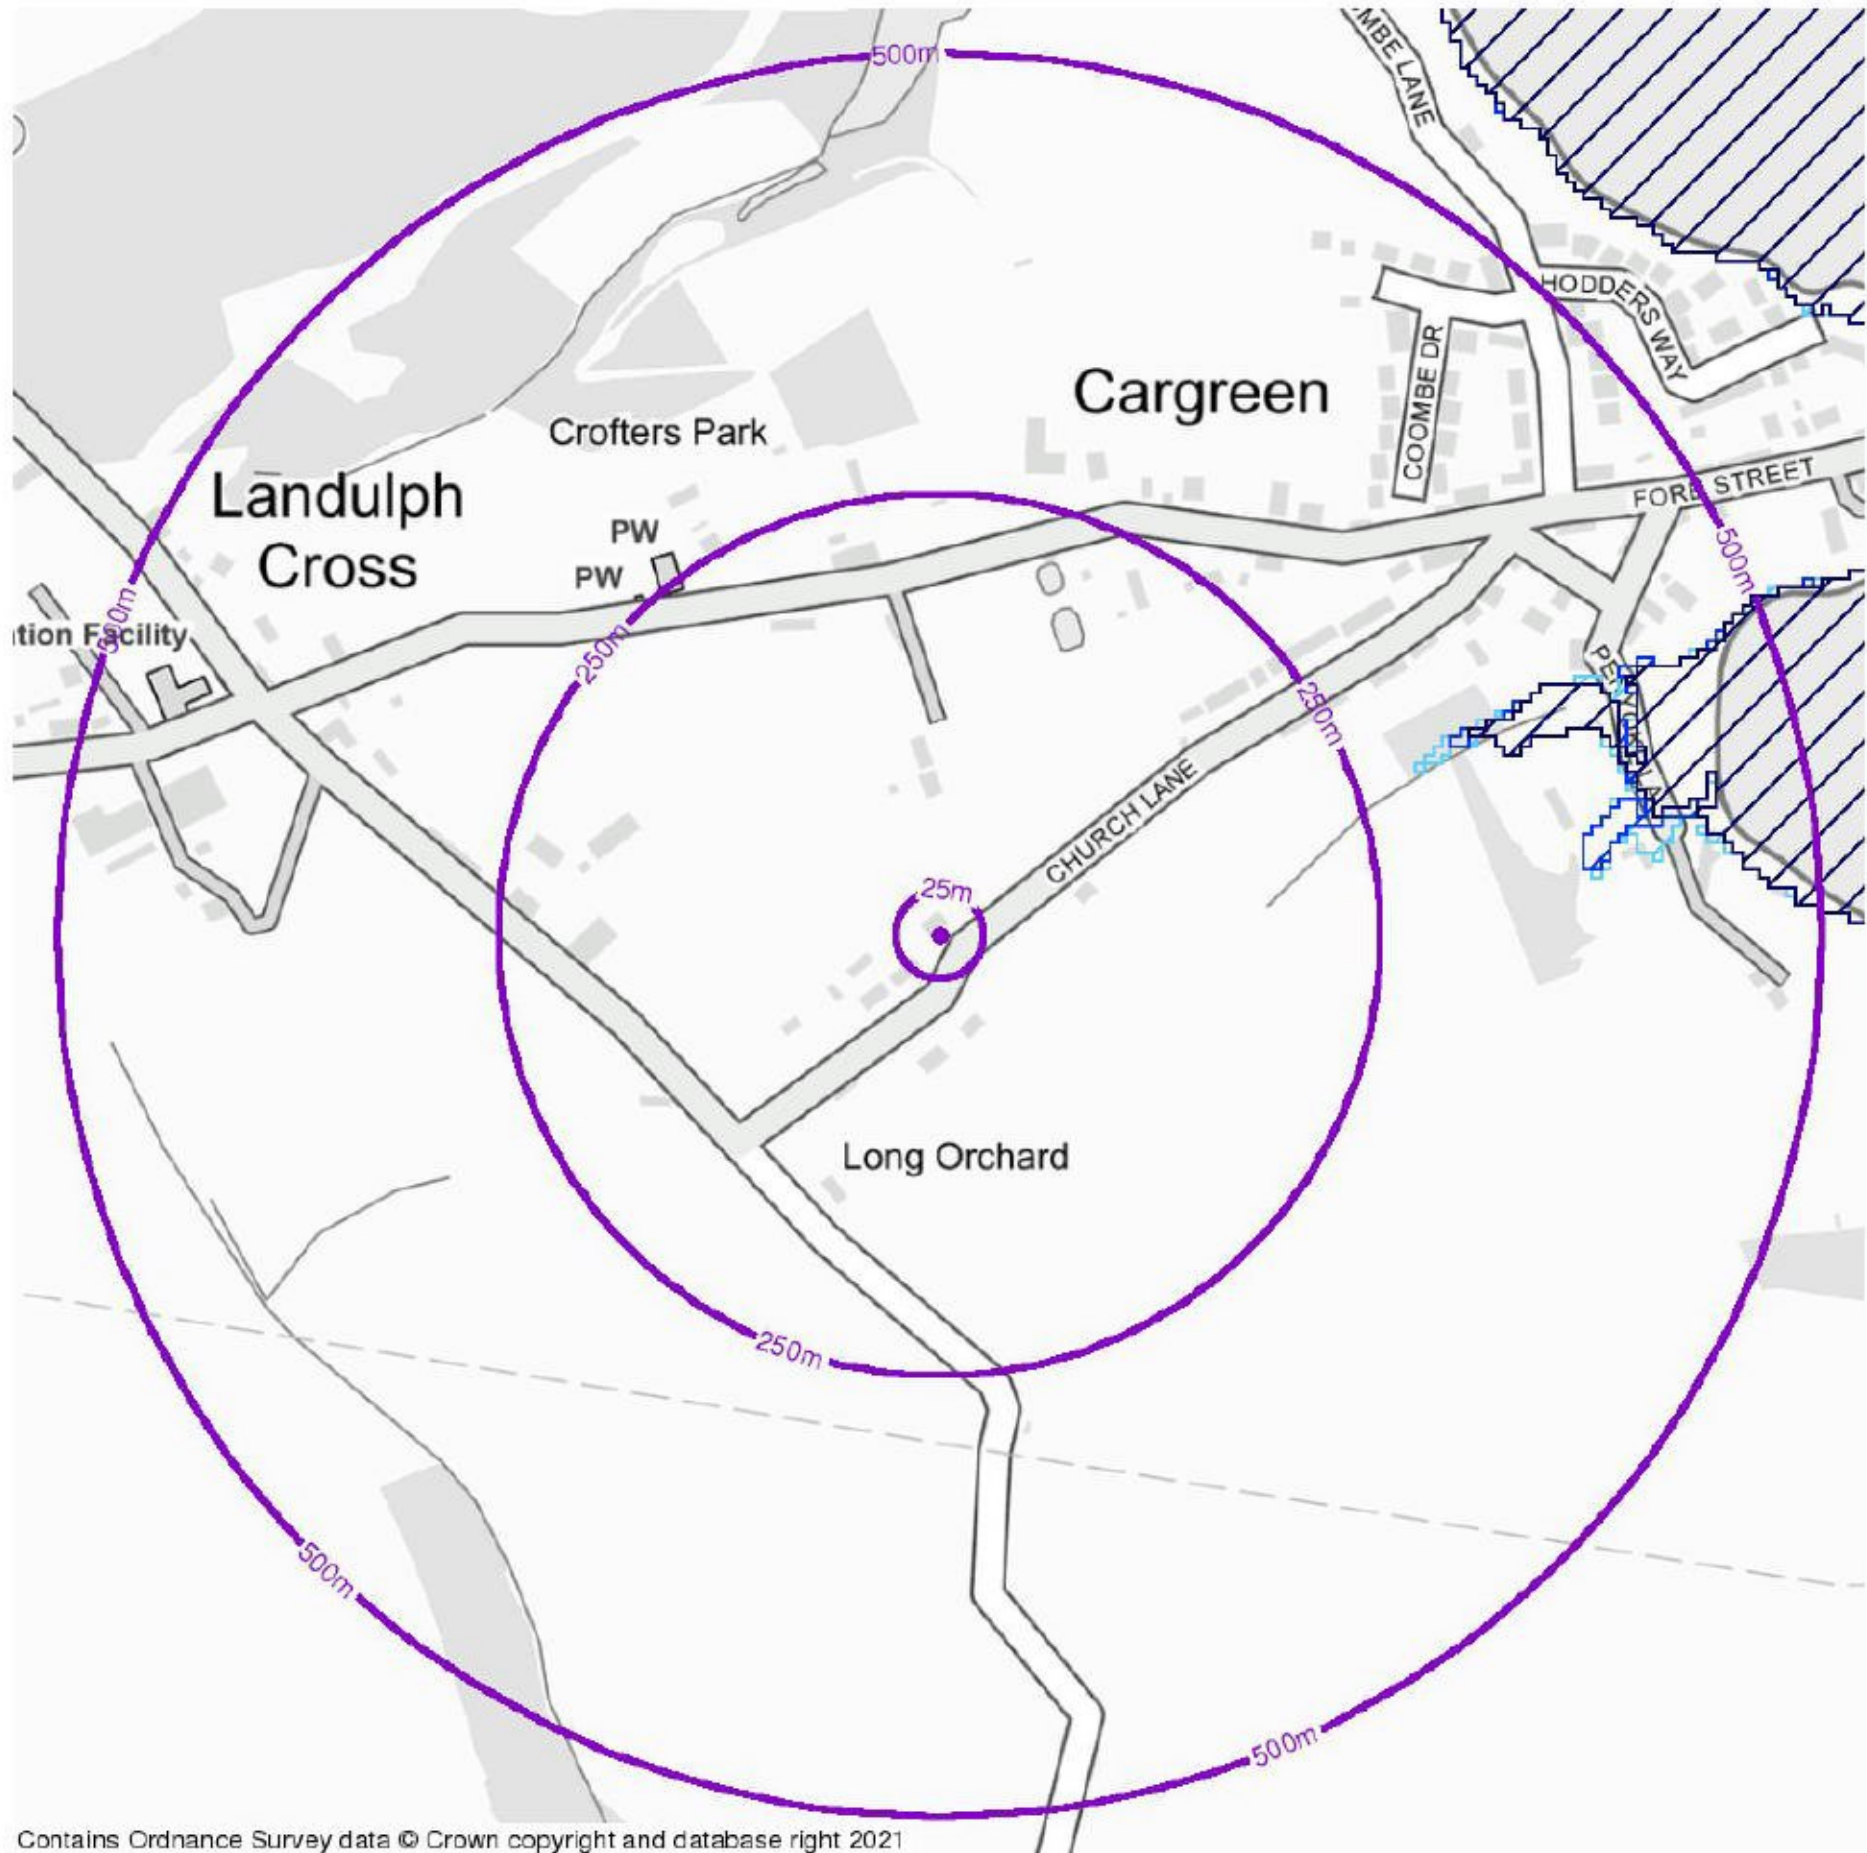 500m
MBE LANE
HODDERS WAY
COOMBE DR
Cargreen
Crofters Park
Landulph
Cross
PW
PW
FORE STREET
500m
500m
tion Facility
250m
250m
CHURCH LANE
25m
Long Orchard
250m
500m
500m
Contains Ordnance Survey data © Crown copyright and database right 2021